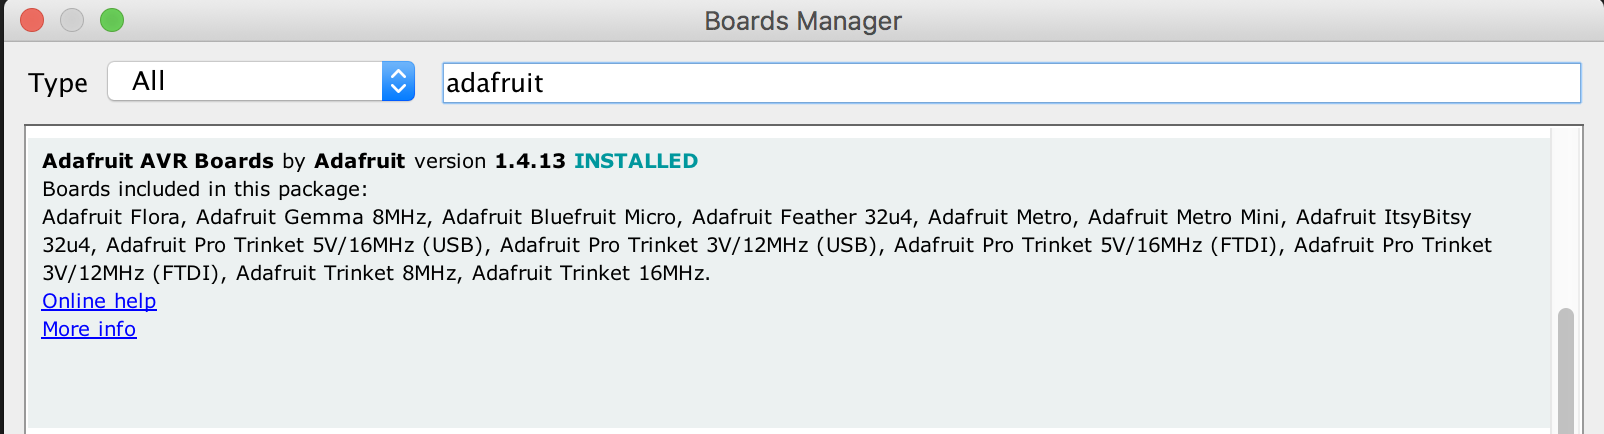 Boards Manager
Type All adafruit
Adafruit AVR Boards by Adafruit version 1.4.13 INSTALLED
Boards included in this package:
Adafruit Flora, Adafruit Gemma 8MHz, Adafruit Bluefruit Micro, Adafruit Feather 32u4, Adafruit Metro, Adafruit Metro Mini, Adafruit ItsyBitsy
32u4, Adafruit Pro Trinket 5V/16MHz (USB), Adafruit Pro Trinket 3V/12MHz (USB), Adafruit Pro Trinket 5V/16MHz (FTDI), Adafruit Pro Trinket
3V/12MHz (FTDI), Adafruit Trinket 8MHz, Adafruit Trinket 16MHz.
Online help
More info